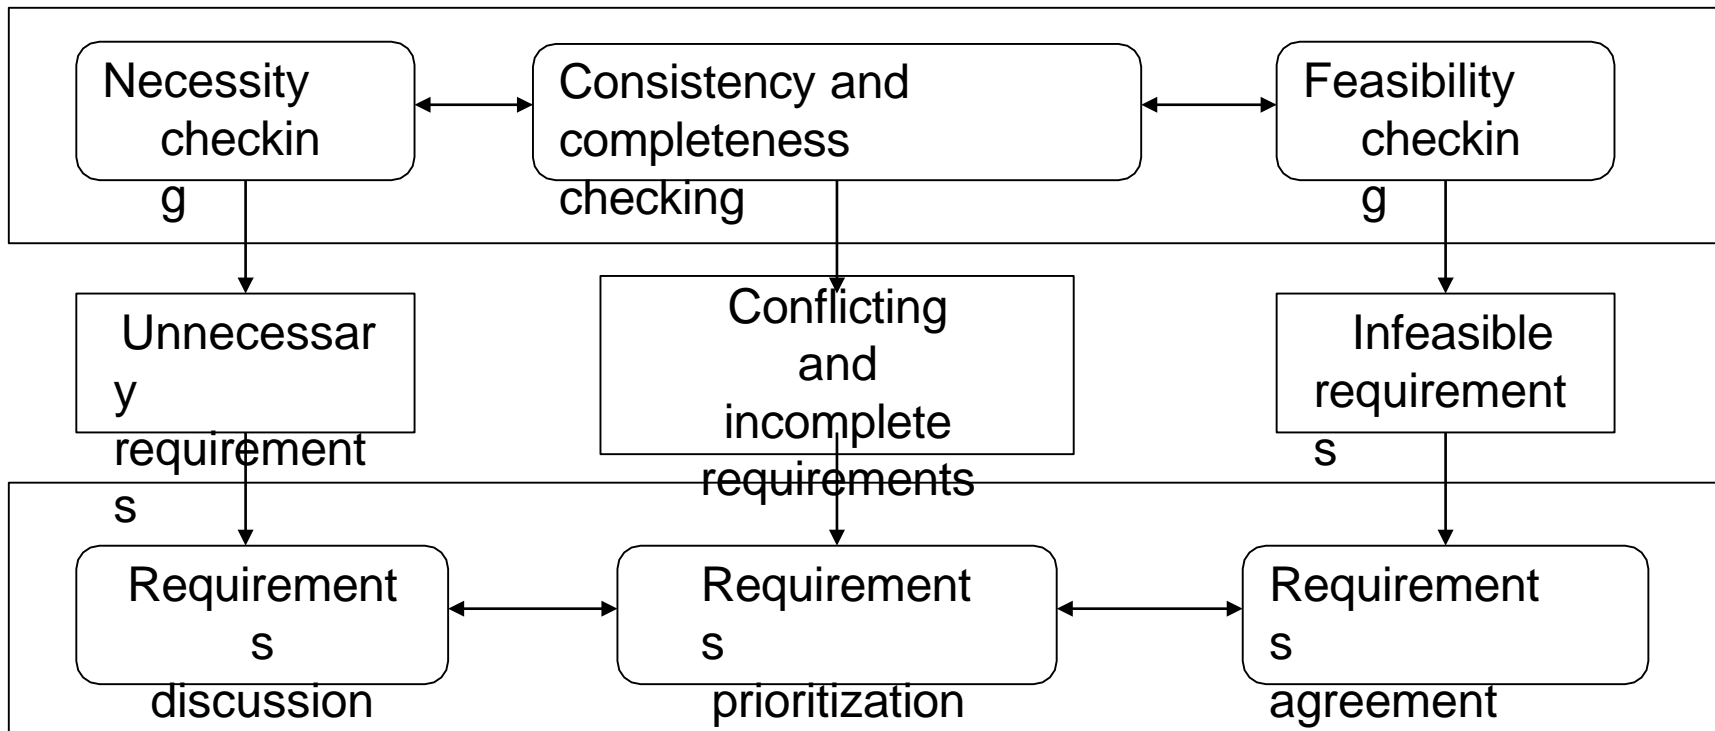 Necessity
checkin
g
Consistency and
completeness
checking
Feasibility
checkin
g
Unnecessar
y
requirement
s
Conflicting
and
incomplete
requirements
Infeasible
requirement
s
Requirement
s
discussion
Requirement
s
prioritization
Requirement
s
agreement